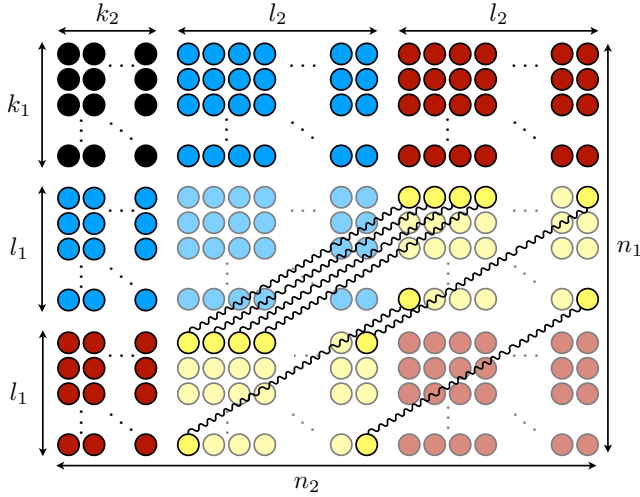 k₂ l₂ l₂
k₁
l₁
n₁
l₁
n₂